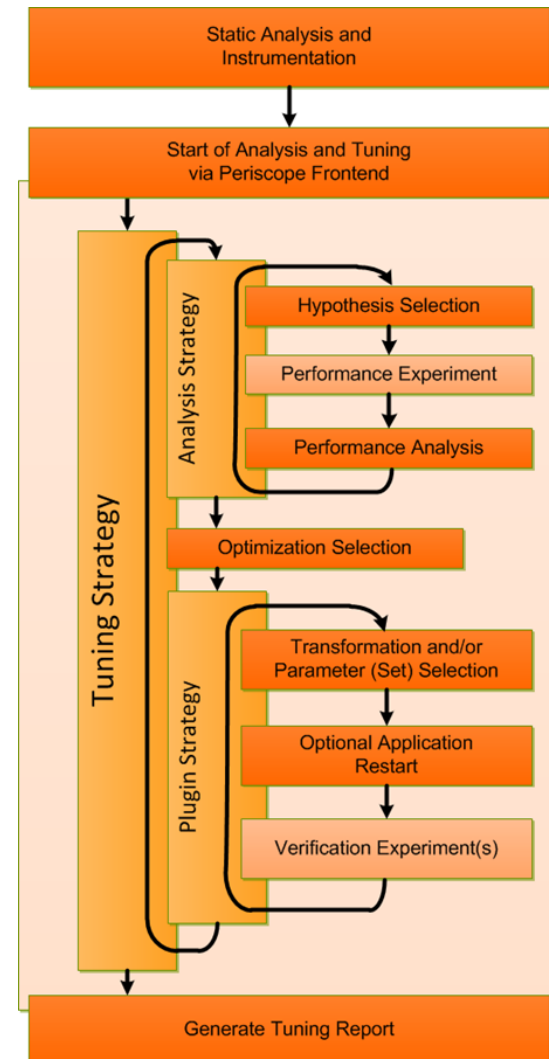 Static Analysis and
Instrumentation
Start of Analysis and Tuning
via Periscope Frontend
Tuning Strategy
Analysis Strategy
Hypothesis Selection
Performance Experiment
Performance Analysis
Optimization Selection
Plugin Strategy
Transformation and/or
Parameter (Set) Selection
Optional Application
Restart
Verification Experiment(s)
Generate Tuning Report